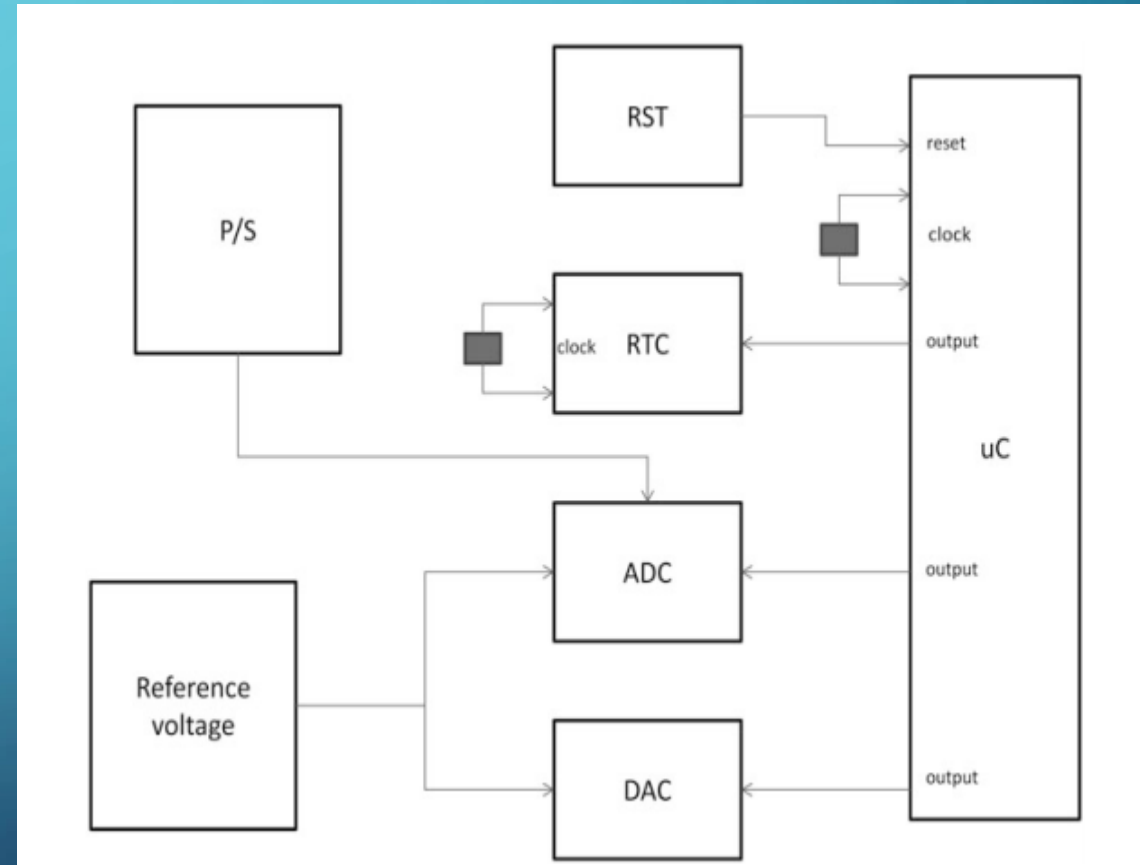 RST
reset
P/S
clock
clock
RTC
output
uC
ADC
output
Reference
voltage
DAC
output